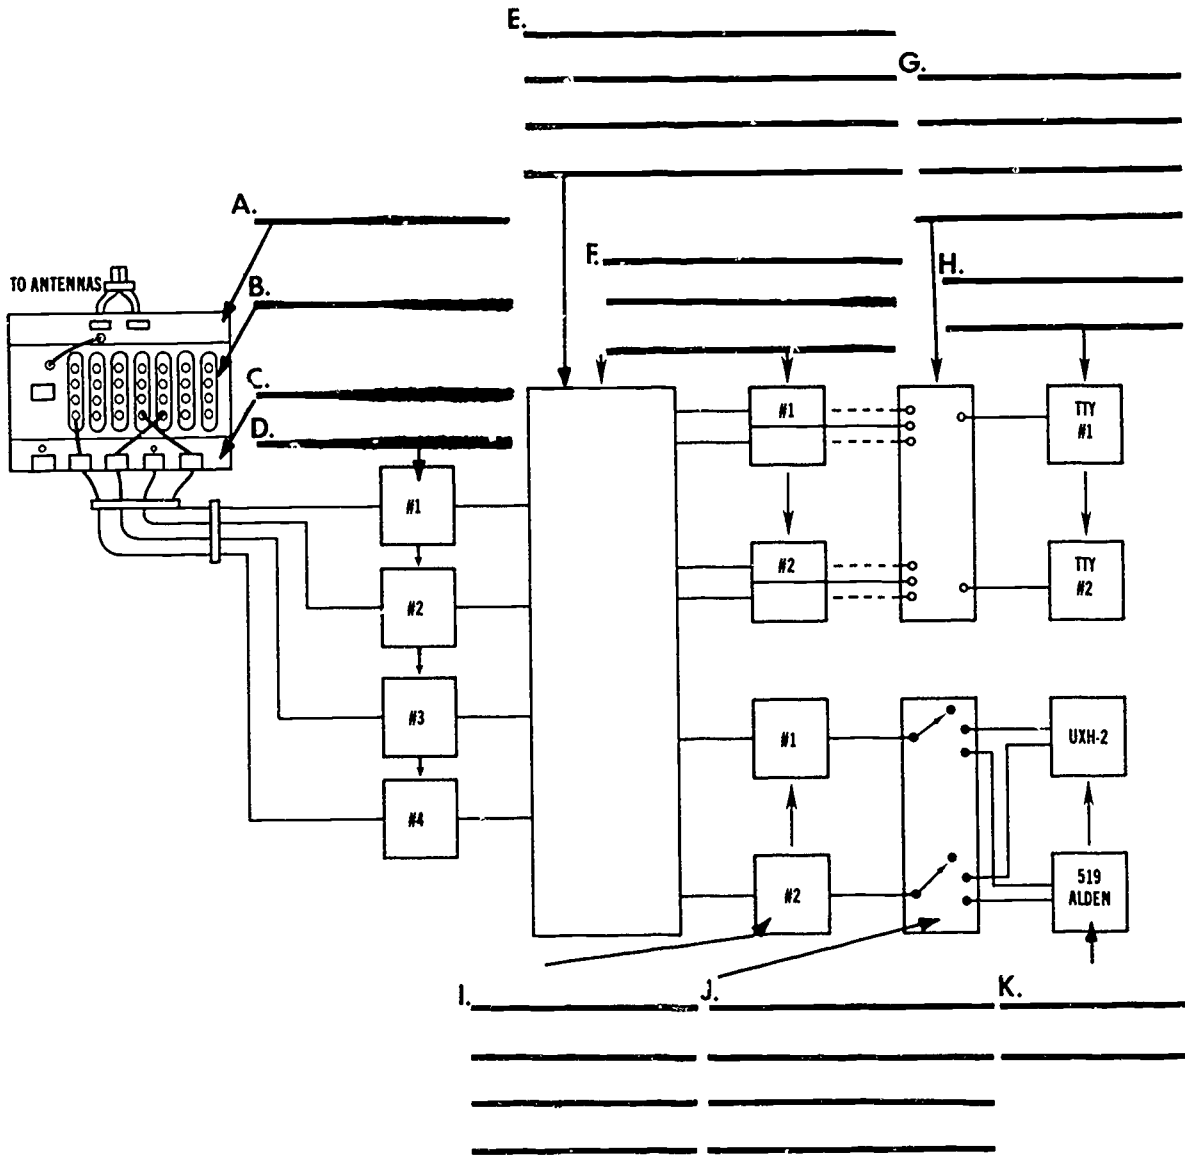 E.
G.
A.
F.
H.
TO ANTENNAS
B.
C.
D.
#1
TTY
#1
#1
#2
TTY
#2
#2
#3
#1
UXH-2
#4
#2
519
ALDEN
I.
J.
K.